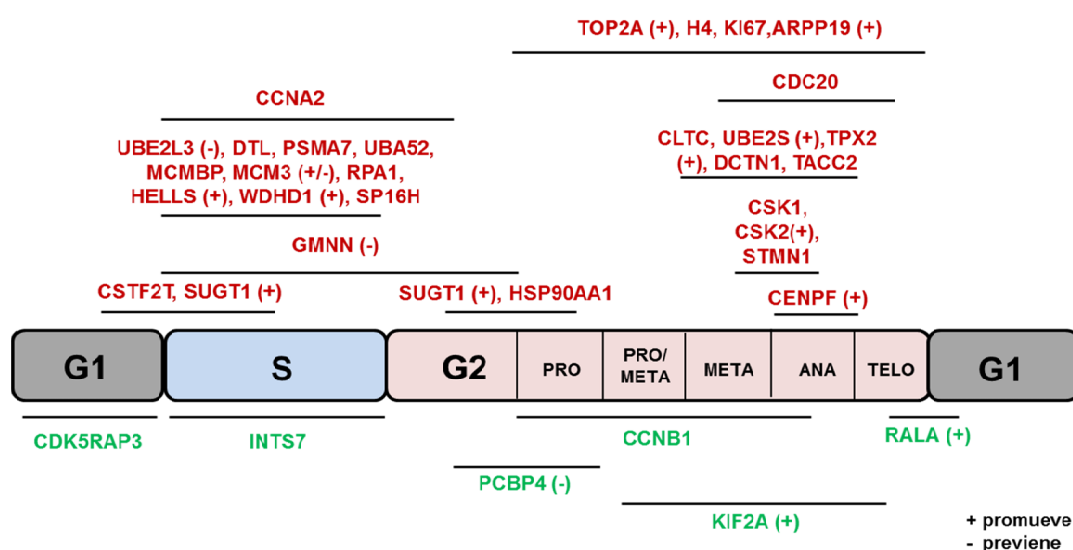 TOP2A (+), H4, KI67,ARPP19 (+)
CDC20
CCNA2
CLTC, UBE2S (+),TPX2
(+), DCTN1, TACC2
UBE2L3 (-), DTL, PSMA7, UBA52,
MCMBP, MCM3 (+/-), RPA1,
HELLS (+), WDHD1 (+), SP16H
CSK1,
CSK2(+),
STMN1
GMNN (-)
CSTF2T, SUGT1 (+)
SUGT1 (+), HSP90AA1
CENPF (+)
G1
S
G2
PRO
PRO/
META
META
ANA
TELO
G1
CDK5RAP3
INTS7
CCNB1
RALA (+)
PCBP4 (-)
KIF2A (+)
+ promueve
- previene